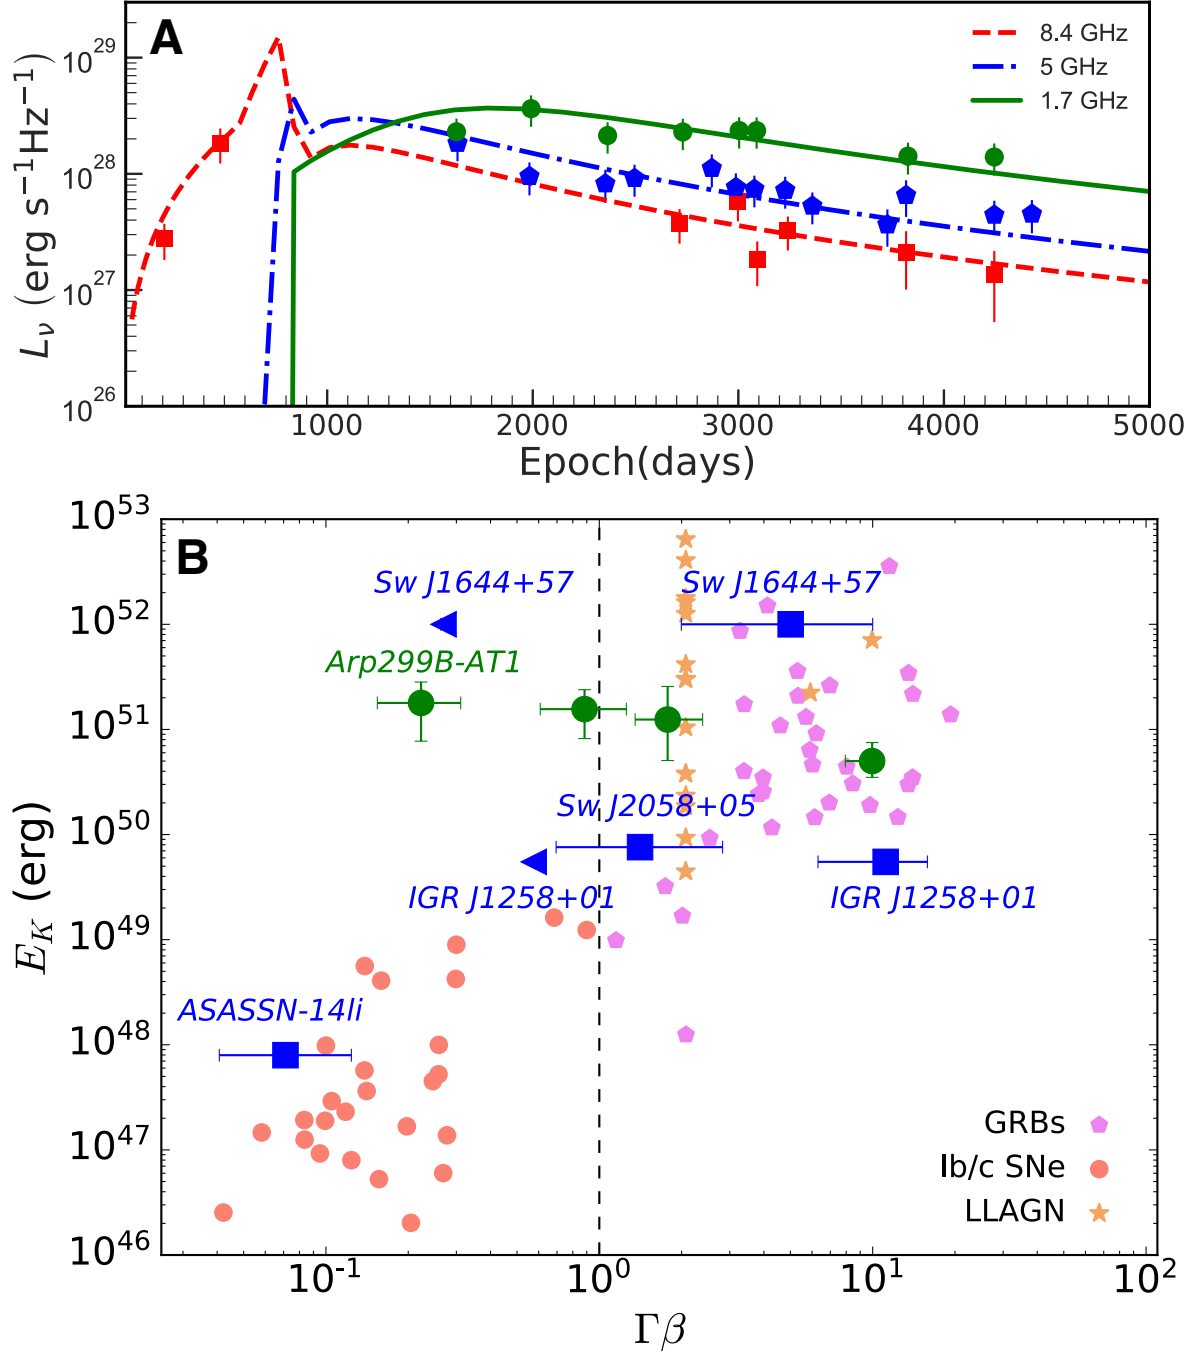 A
8.4 GHz
5 GHz
1.7 GHz
10^29
10^28
10^27
10^26
L_ν (erg s^−1 Hz^−1)
1000 2000 3000 4000 5000
Epoch(days)
B
10^53
10^52
10^51
10^50
10^49
10^48
10^47
10^46
E_K (erg)
Sw J1644+57 Sw J1644+57
Arp299B-AT1
Sw J2058+05
IGR J1258+01 IGR J1258+01
ASASSN-14li
GRBs
Ib/c SNe
LLAGN
10^-1 10^0 10^1 10^2
Γβ